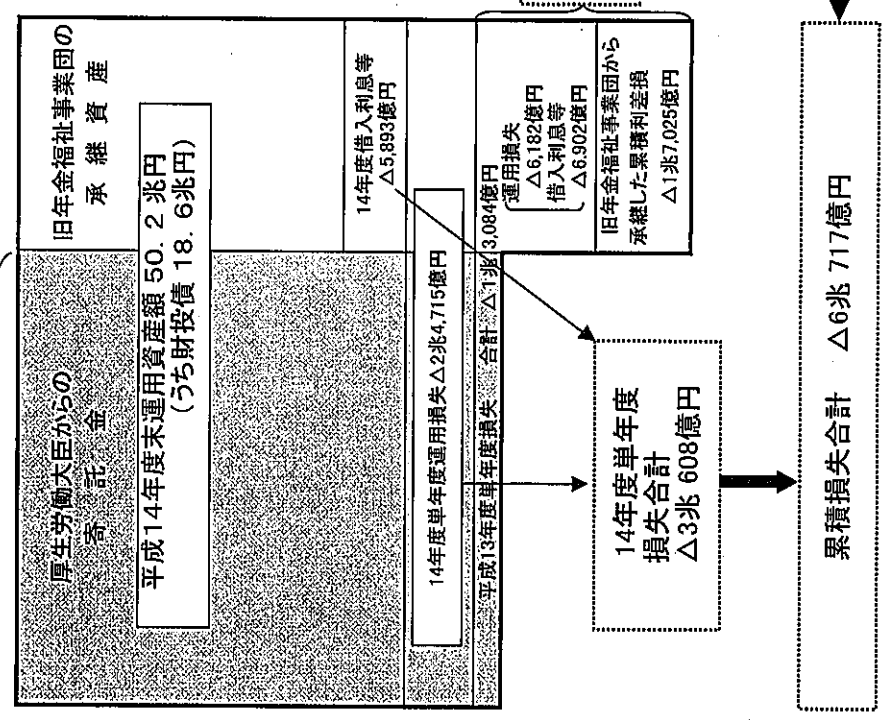 厚生労働大臣からの
寄託金
旧年金福祉事業団の
承継資産
平成14年度末運用資産額 50.2 兆円
(うち財投債 18.6兆円)
14年度借入利息等
△5,893億円
14年度単年度運用損失△2兆4,715億円
平成13年度単年度損失 合計 △1兆3,084億円
運用損失
△6,182億円
借入利息等
△6,902億円
旧年金福祉事業団から
承継した累積利差損
△1兆7,025億円
14年度単年度
損失合計
△3兆 608億円
累積損失合計 △6兆 717億円